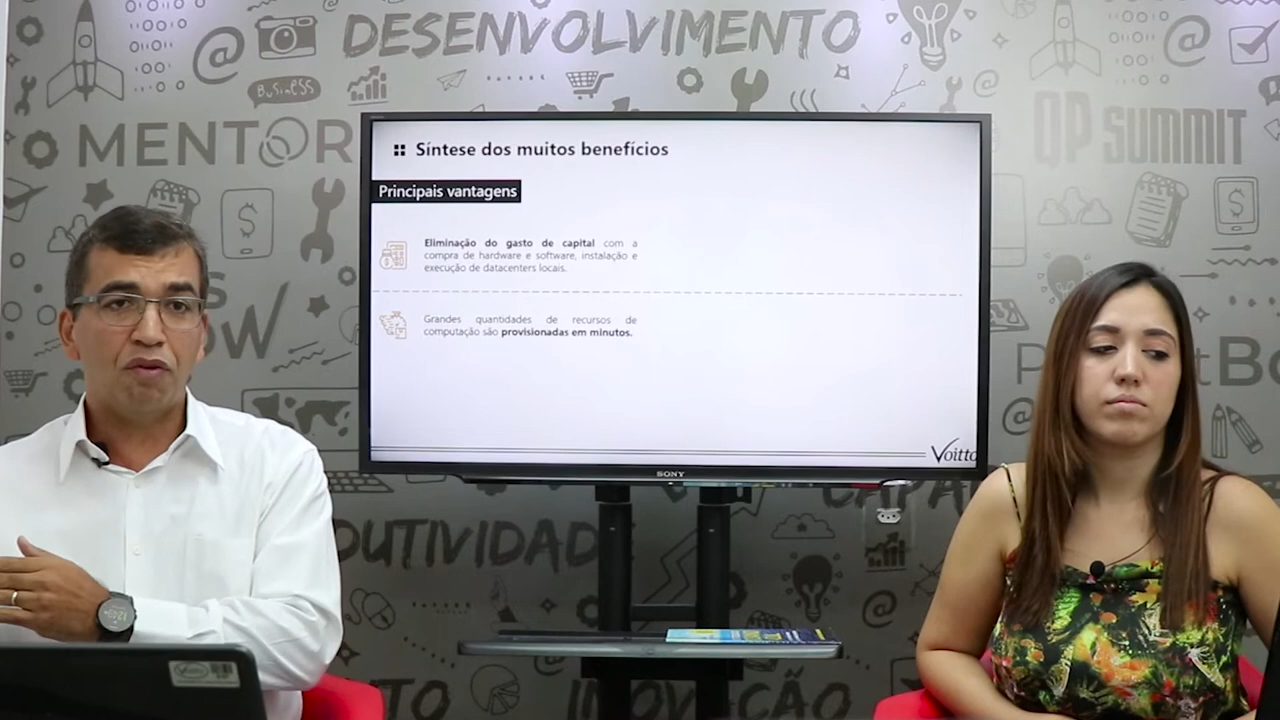 DESENVOLVIMENTO
BUSINESS
MENTOR
QP SUMMIT
Síntese dos muitos benefícios
Principais vantagens
Eliminação do gasto de capital com a
compra de hardware e software, instalação e
execução de datacenters locais.
Grandes quantidades de recursos de
computação são provisionadas em minutos.
Voitto
SONY